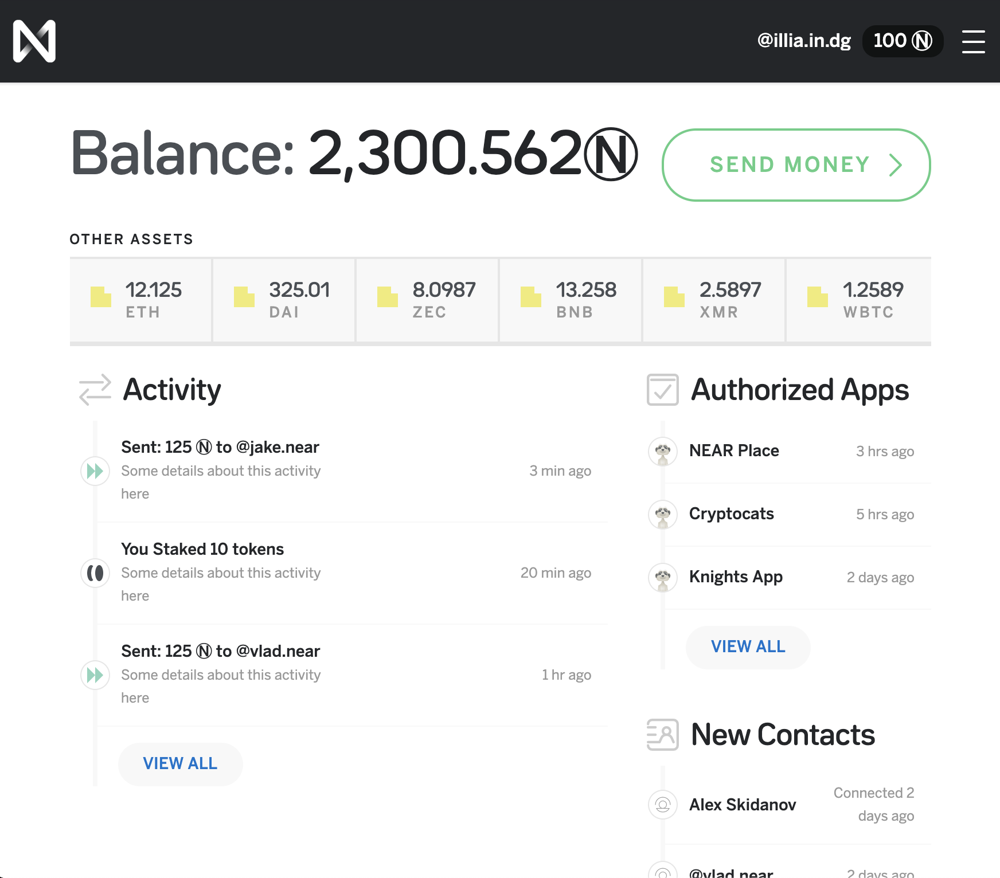 @illia.in.dg 100 Ⓝ
Balance: 2,300.562Ⓝ
SEND MONEY
OTHER ASSETS
12.125
ETH
325.01
DAI
8.0987
ZEC
13.258
BNB
2.5897
XMR
1.2589
WBTC
Activity
Sent: 125 Ⓝ to @jake.near
Some details about this activity
here
3 min ago
You Staked 10 tokens
Some details about this activity
here
20 min ago
Sent: 125 Ⓝ to @vlad.near
Some details about this activity
here
1 hr ago
VIEW ALL
Authorized Apps
NEAR Place 3 hrs ago
Cryptocats 5 hrs ago
Knights App 2 days ago
VIEW ALL
New Contacts
Alex Skidanov
Connected 2
days ago
@vlad.near 2 days ago